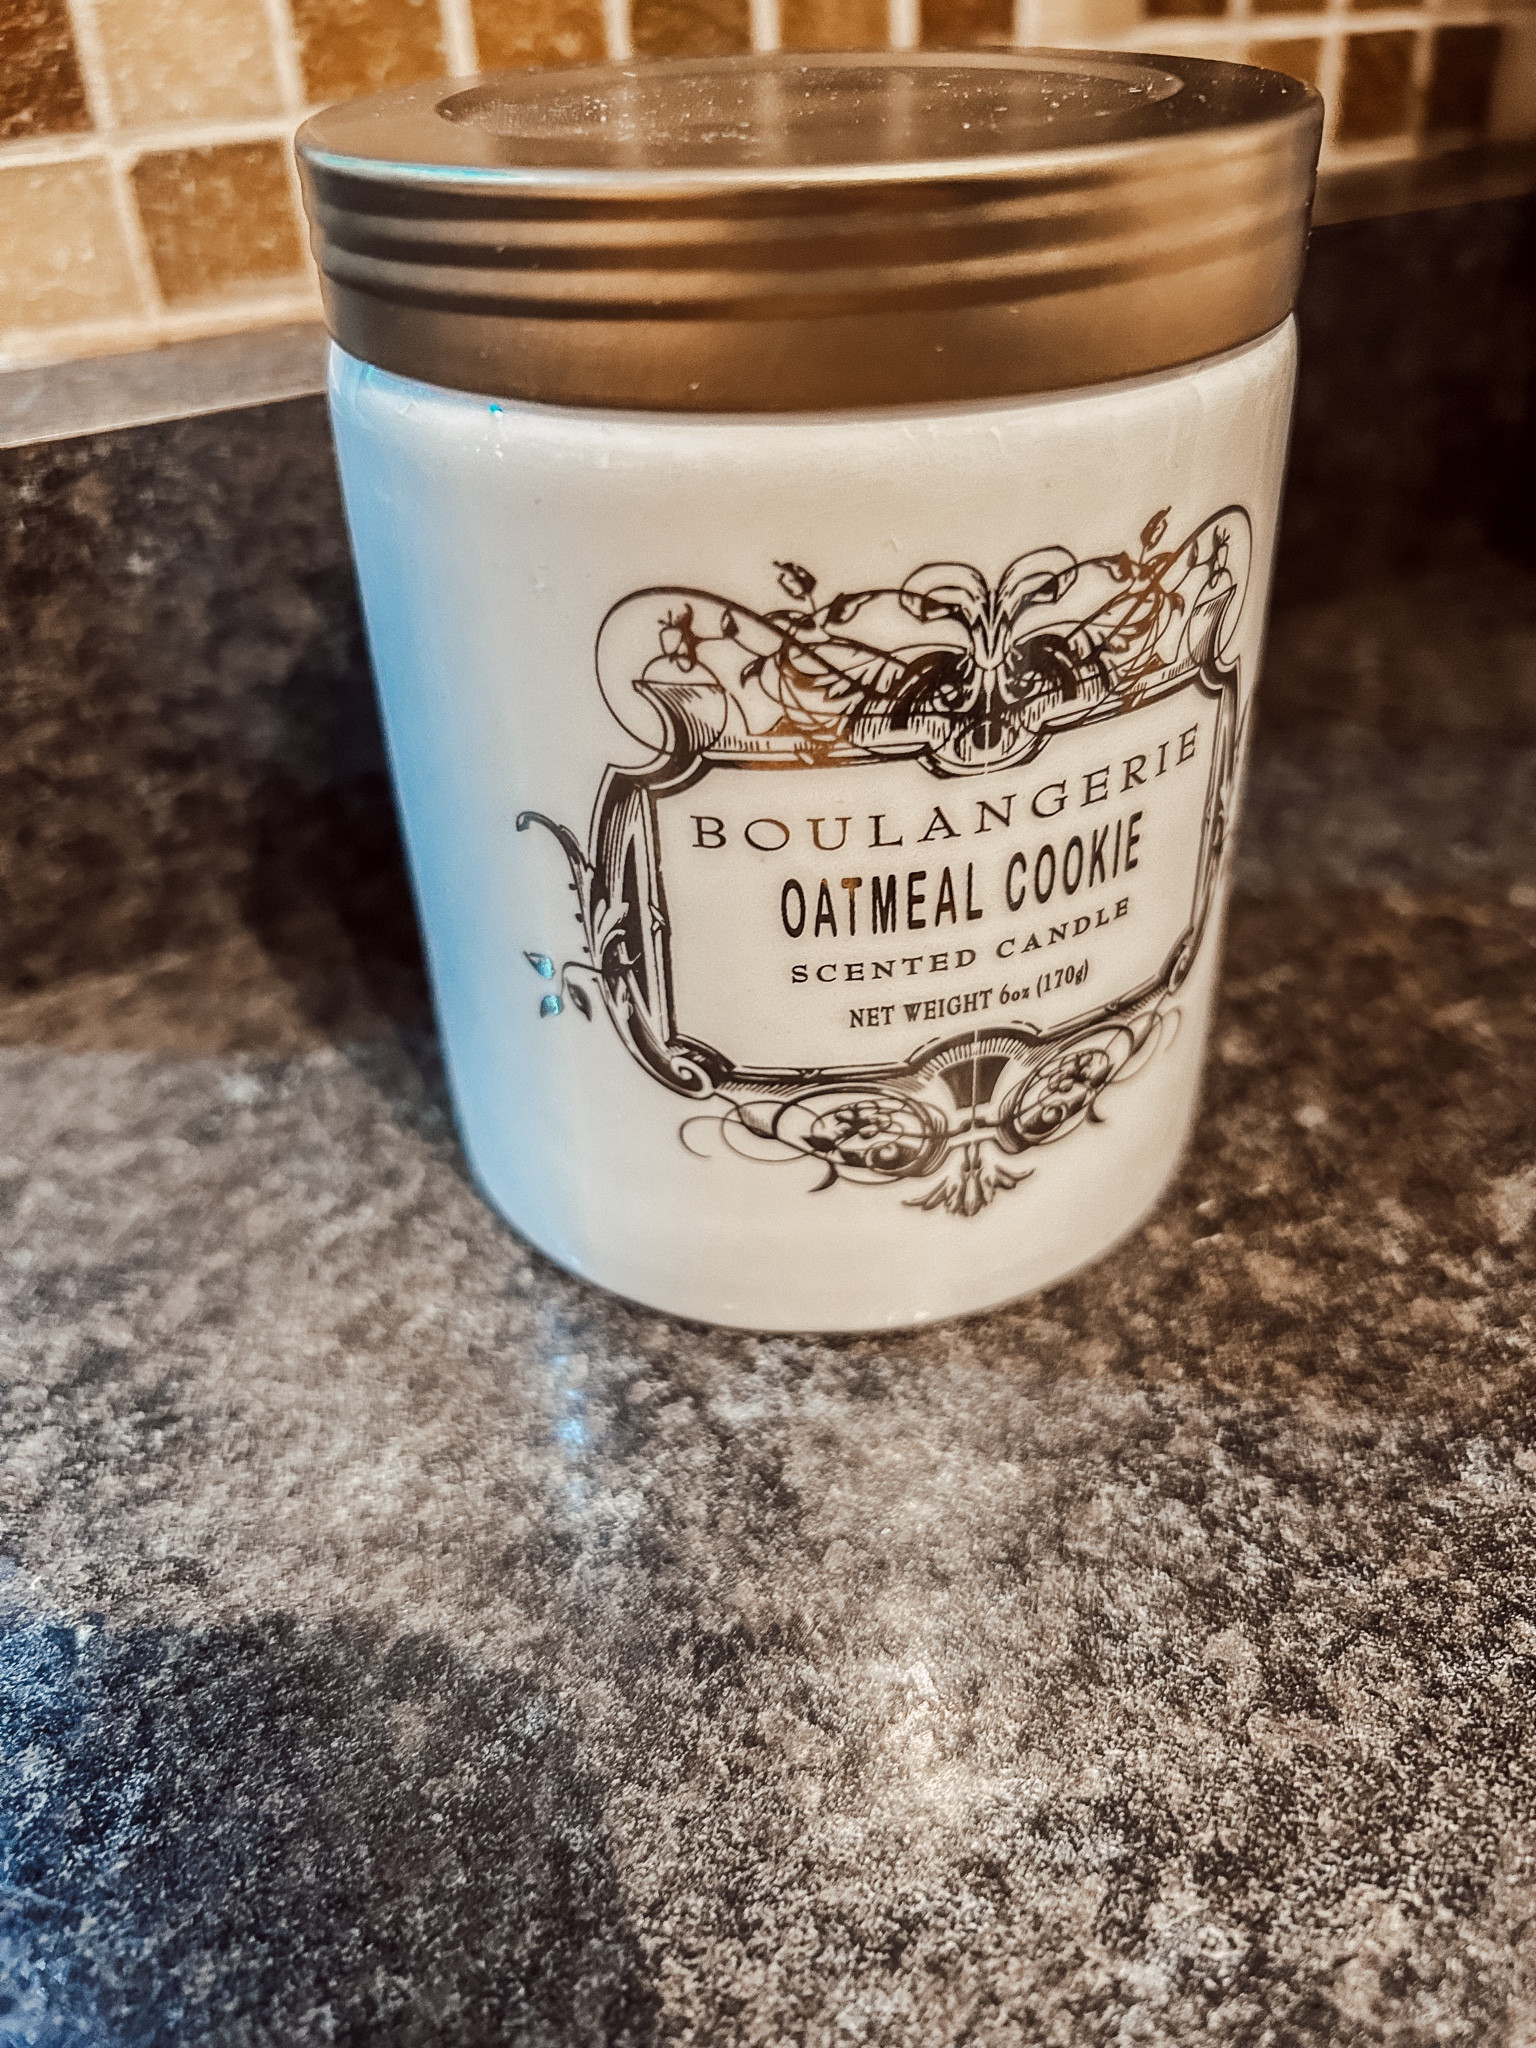 BOULANGERIE
OATMEAL COOKIE
SCENTED CANDLE
NET WEIGHT 6oz (170g)